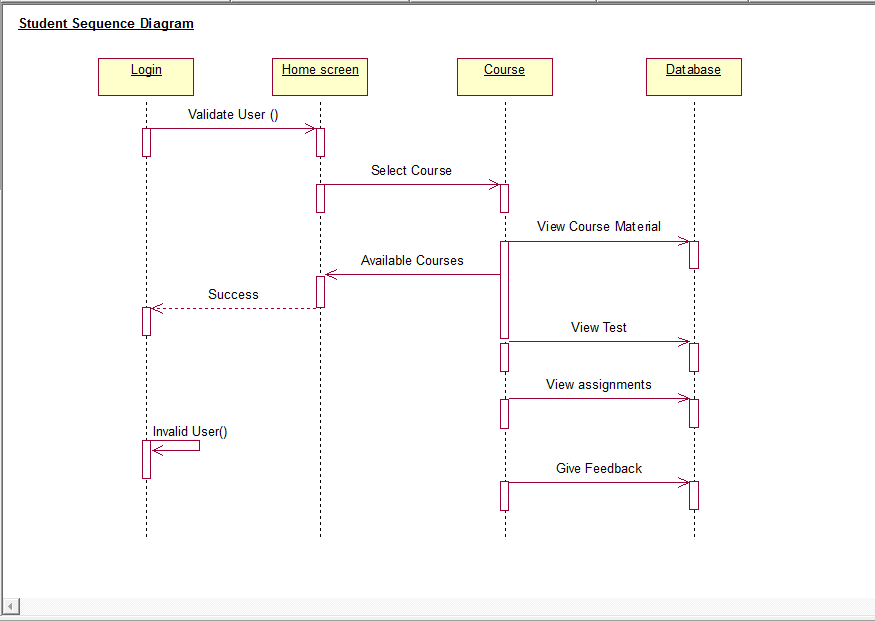 Student Sequence Diagram
Login
Home screen
Course
Database
Validate User ()
Select Course
View Course Material
Available Courses
Success
View Test
View assignments
Invalid User()
Give Feedback